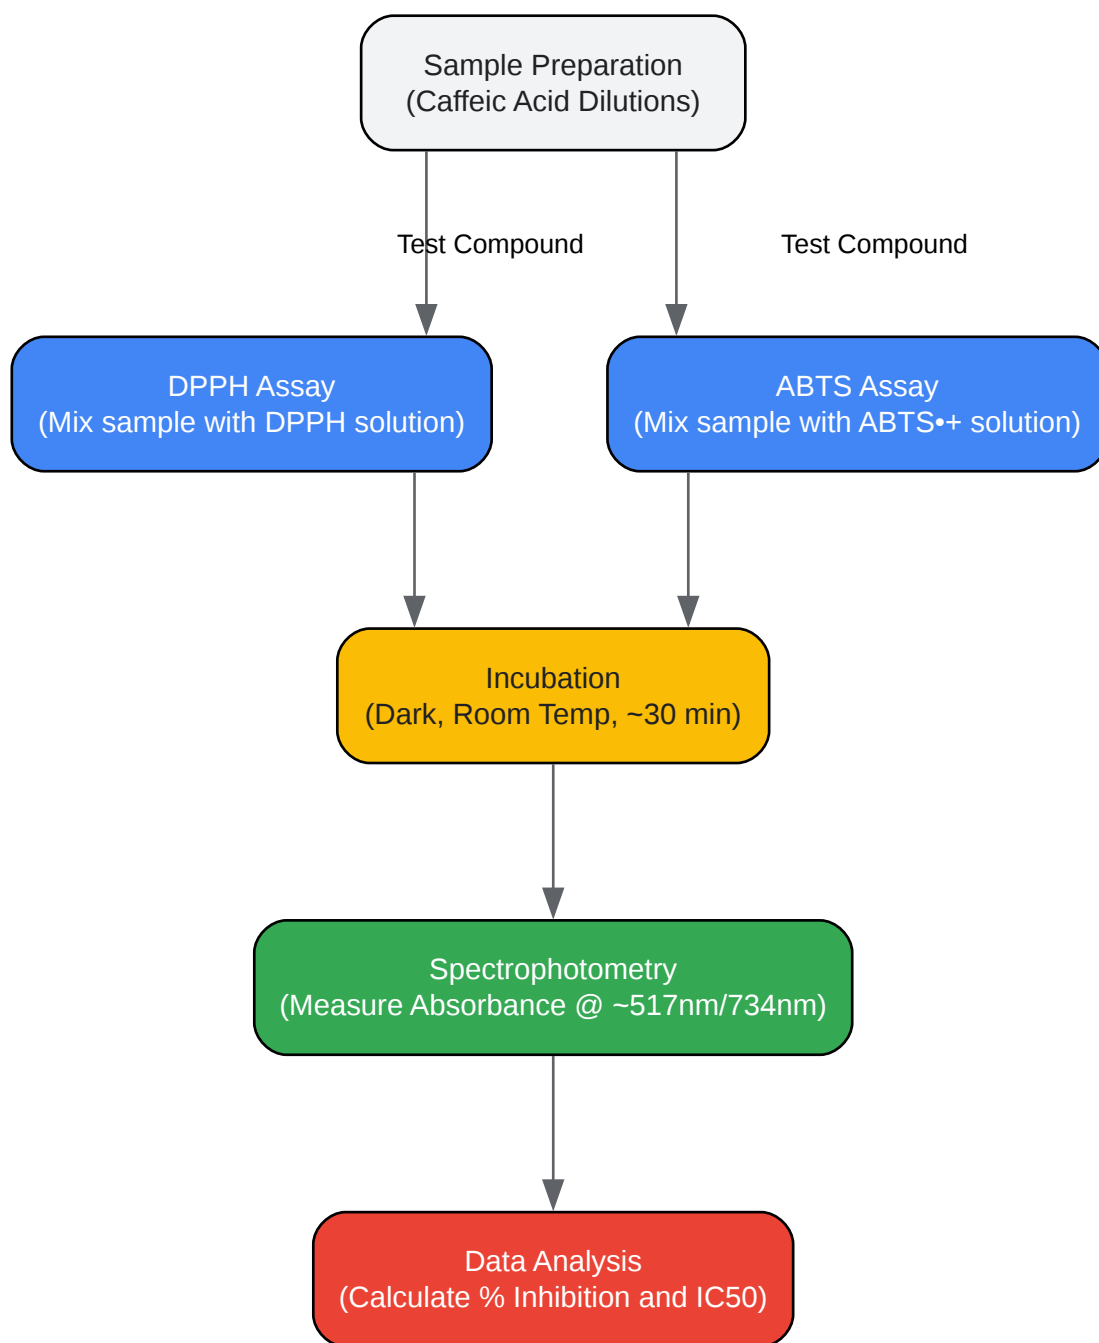 Sample Preparation
(Caffeic Acid Dilutions)
Test Compound
Test Compound
DPPH Assay
(Mix sample with DPPH solution)
ABTS Assay
(Mix sample with ABTS•+ solution)
Incubation
(Dark, Room Temp, ~30 min)
Spectrophotometry
(Measure Absorbance @ ~517nm/734nm)
Data Analysis
(Calculate % Inhibition and IC50)